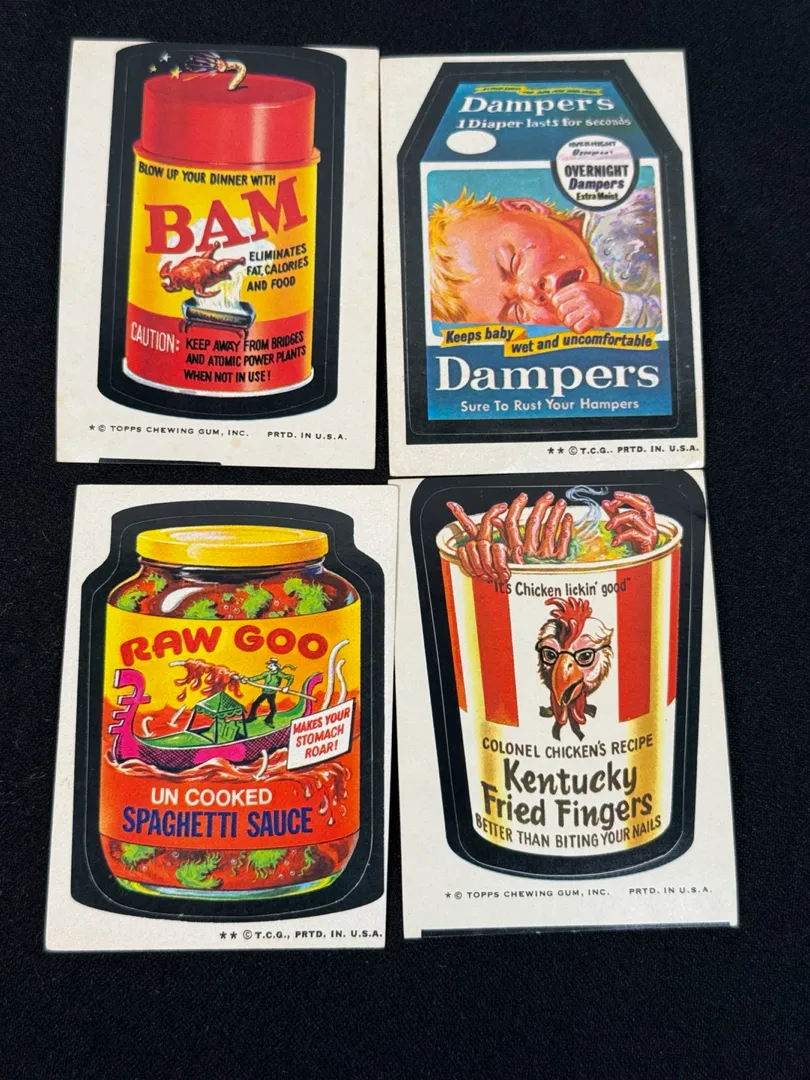 BLOW UP YOUR DINNER WITH
BAM
ELIMINATES
FAT, CALORIES
AND FOOD
CAUTION: KEEP AWAY FROM BRIDGES
AND ATOMIC POWER PLANTS
WHEN NOT IN USE!
* © TOPPS CHEWING GUM, INC. PRTD. IN U.S.A.
Dampers
1 Diaper lasts for seconds
OVERNIGHT
Dampers
OVERNIGHT
Dampers
Extra Moist
Keeps baby
wet and uncomfortable
Dampers
Sure To Rust Your Hampers
** © T.C.G.. PRTD. IN. U.S.A.
RAW GOO
MAKES YOUR
STOMACH
ROAR!
UN COOKED
SPAGHETTI SAUCE
** © T.C.G., PRTD. IN. U.S.A.
"It's Chicken lickin' good"
COLONEL CHICKEN'S RECIPE
Kentucky
Fried Fingers
BETTER THAN BITING YOUR NAILS
* © TOPPS CHEWING GUM, INC. PRTD. IN U.S.A.